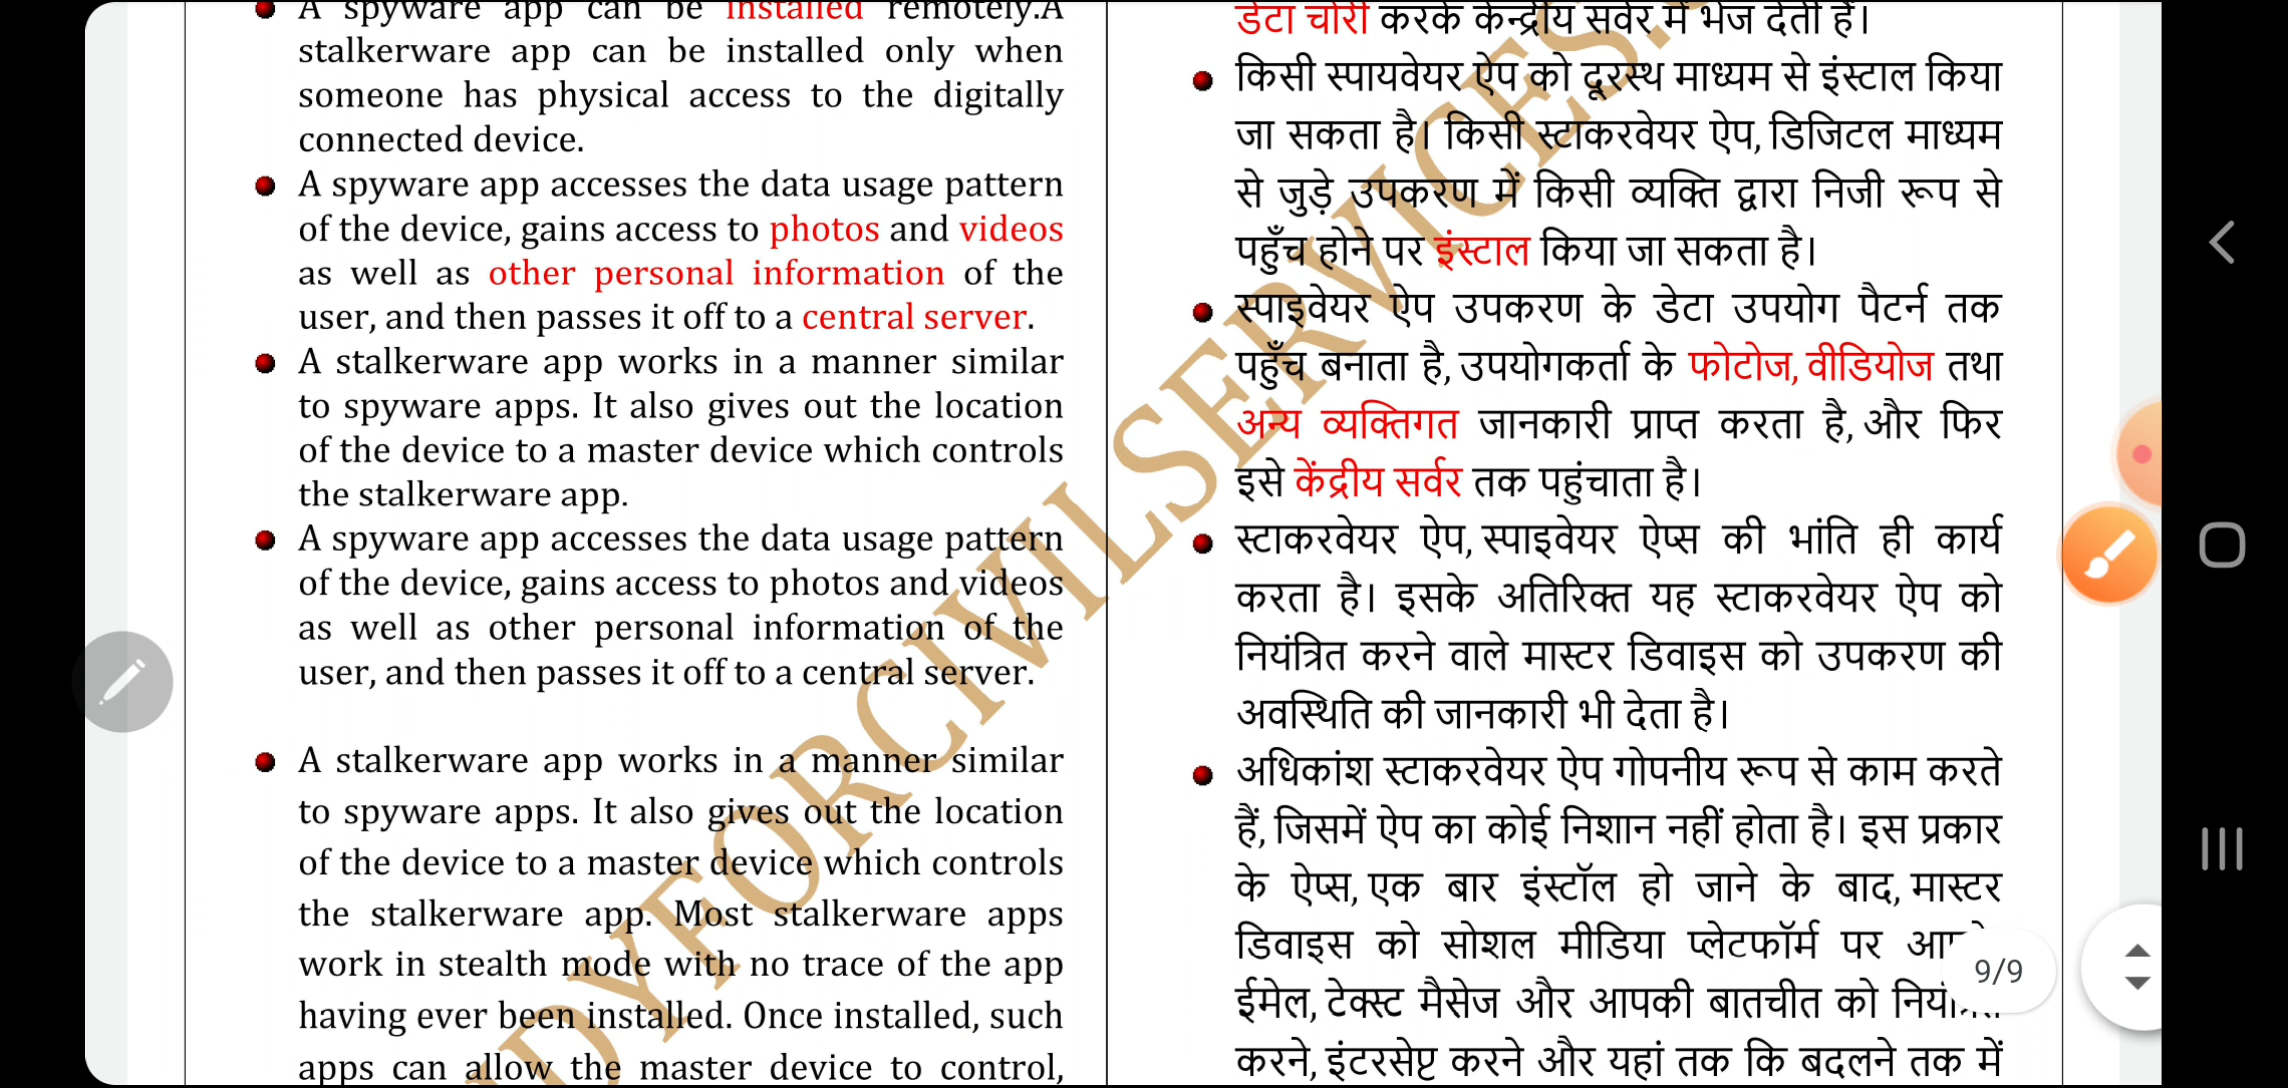 A spyware app can be installed remotely.A
stalkerware app can be installed only when
someone has physical access to the digitally
connected device.
A spyware app accesses the data usage pattern
of the device, gains access to photos and videos
as well as other personal information of the
user, and then passes it off to a central server.
A stalkerware app works in a manner similar
to spyware apps. It also gives out the location
of the device to a master device which controls
the stalkerware app.
A spyware app accesses the data usage pattern
of the device, gains access to photos and videos
as well as other personal information of the
user, and then passes it off to a central server.
A stalkerware app works in a manner similar
to spyware apps. It also gives out the location
of the device to a master device which controls
the stalkerware app. Most stalkerware apps
work in stealth mode with no trace of the app
having ever been installed. Once installed, such
apps can allow the master device to control,
डेटा चोरी करके केन्द्रीय सर्वर में भेज देती हैं।
किसी स्पायवेयर ऐप को दूरस्थ माध्यम से इंस्टाल किया
जा सकता है। किसी स्टाकरवेयर ऐप, डिजिटल माध्यम
से जुड़े उपकरण में किसी व्यक्ति द्वारा निजी रूप से
पहुँच होने पर इंस्टाल किया जा सकता है।
स्पाइवेयर ऐप उपकरण के डेटा उपयोग पैटर्न तक
पहुँच बनाता है, उपयोगकर्ता के फोटोज, वीडियोज तथा
अन्य व्यक्तिगत जानकारी प्राप्त करता है, और फिर
इसे केंद्रीय सर्वर तक पहुंचाता है।
स्टाकरवेयर ऐप, स्पाइवेयर ऐप्स की भांति ही कार्य
करता है। इसके अतिरिक्त यह स्टाकरवेयर ऐप को
नियंत्रित करने वाले मास्टर डिवाइस को उपकरण की
अवस्थिति की जानकारी भी देता है।
अधिकांश स्टाकरवेयर ऐप गोपनीय रूप से काम करते
हैं, जिसमें ऐप का कोई निशान नहीं होता है। इस प्रकार
के ऐप्स, एक बार इंस्टॉल हो जाने के बाद, मास्टर
डिवाइस को सोशल मीडिया प्लेटफॉर्म पर
ईमेल, टेक्स्ट मैसेज और आपकी बातचीत को
करने, इंटरसेप्ट करने और यहां तक कि बदलने तक में
9/9
DYFORCIVILSERVICES.